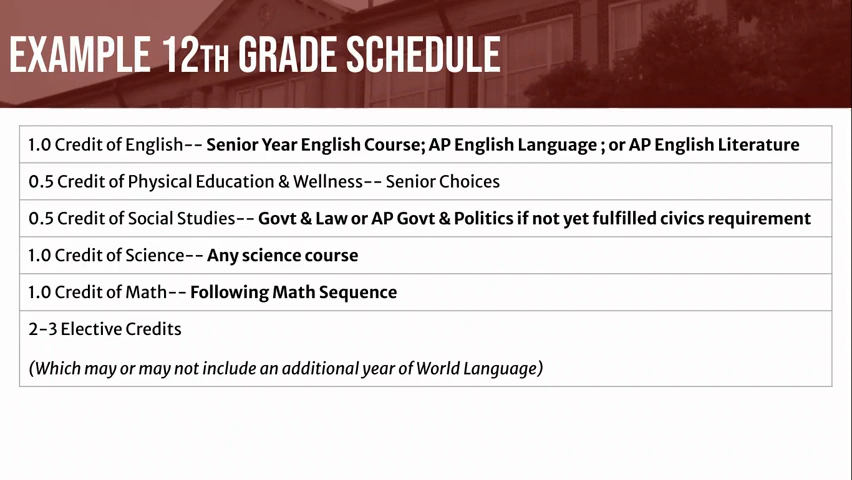 EXAMPLE 12TH GRADE SCHEDULE
1.0 Credit of English-- Senior Year English Course; AP English Language ; or AP English Literature
0.5 Credit of Physical Education & Wellness-- Senior Choices
0.5 Credit of Social Studies-- Govt & Law or AP Govt & Politics if not yet fulfilled civics requirement
1.0 Credit of Science-- Any science course
1.0 Credit of Math-- Following Math Sequence
2-3 Elective Credits
(Which may or may not include an additional year of World Language)